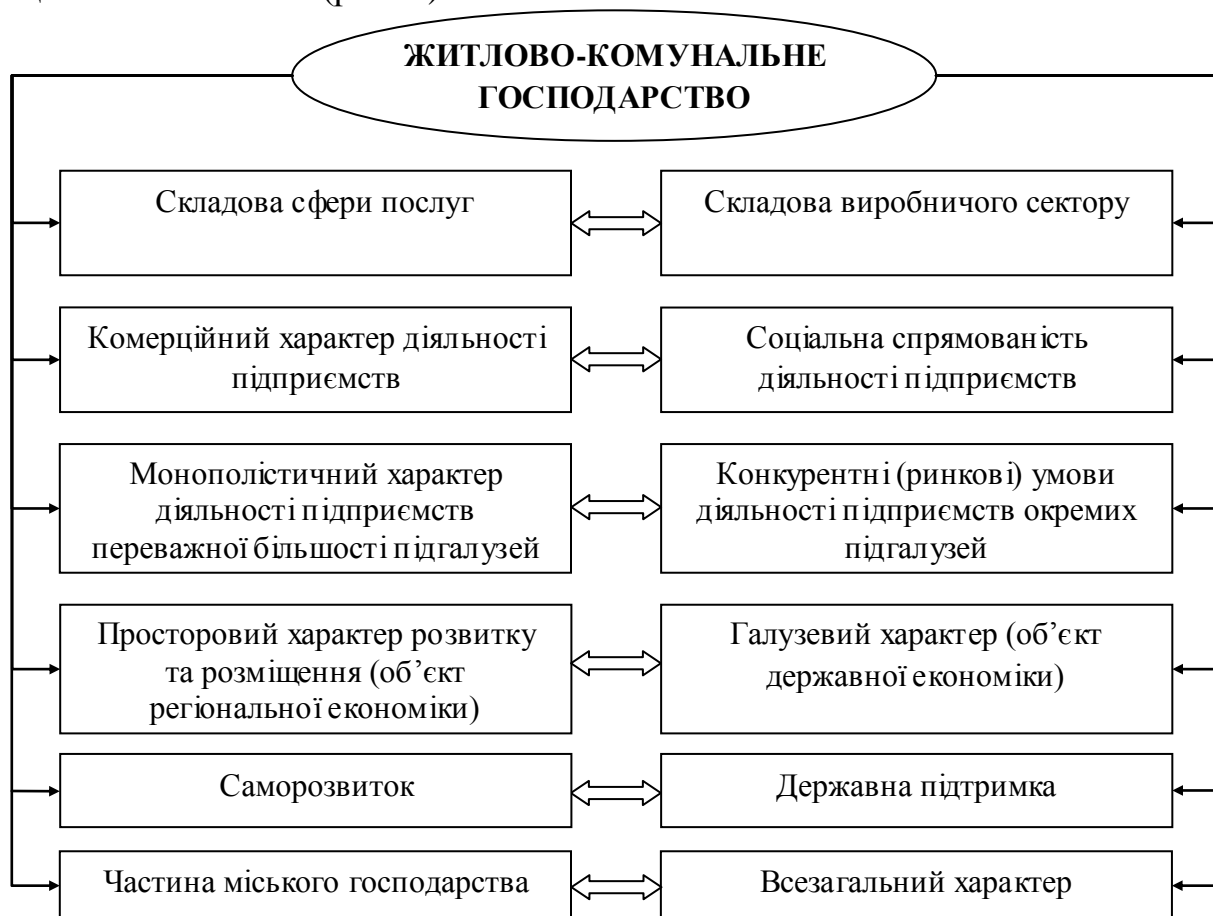 ЖИТЛОВО-КОМУНАЛЬНЕ
ГОСПОДАРСТВО
Складова сфери послуг
Складова виробничого сектору
Комерційний характер діяльності
підприємств
Соціальна спрямованість
діяльності підприємств
Монополістичний характер
діяльності підприємств
переважної більшості підгалузей
Конкурентні (ринкові) умови
діяльності підприємств окремих
підгалузей
Просторовий характер розвитку
та розміщення (об’єкт
регіональної економіки)
Галузевий характер (об’єкт
державної економіки)
Саморозвиток
Державна підтримка
Частина міського господарства
Всезагальний характер